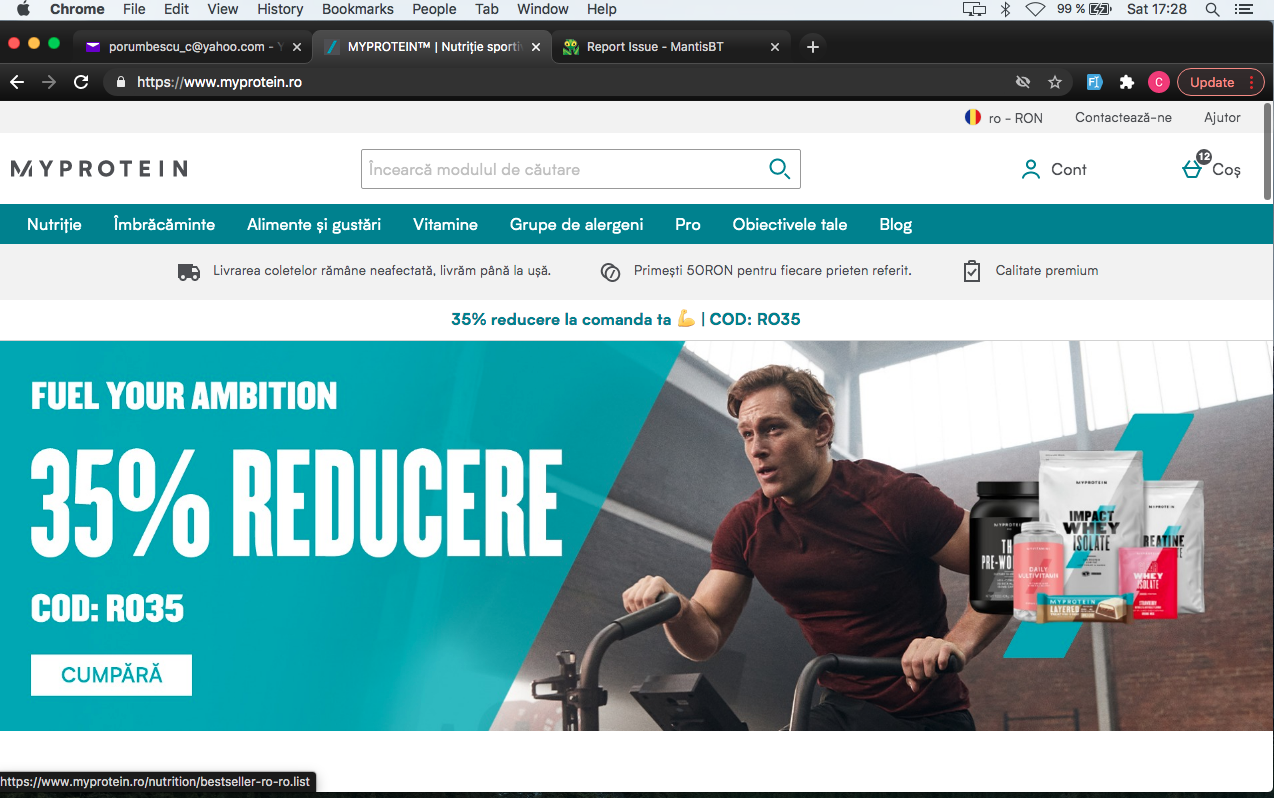 Chrome File Edit View History Bookmarks People Tab Window Help 99 % Sat 17:28
porumbescu_c@yahoo.com - Y
MYPROTEIN™ | Nutriție sporti
Report Issue - MantisBT
https://www.myprotein.ro
C
Update
ro - RON
Contactează-ne
Ajutor
MYPROTEIN
Încearcă modulul de căutare
Cont
12
Coș
Nutriție Îmbrăcăminte Alimente și gustări Vitamine Grupe de alergeni Pro Obiectivele tale Blog
Livrarea coletelor rămâne neafectată, livrăm până la ușă.
Primești 50RON pentru fiecare prieten referit.
Calitate premium
35% reducere la comanda ta 💪 | COD: RO35
FUEL YOUR AMBITION
35% REDUCERE
COD: RO35
CUMPĂRĂ
MYPROTEIN
IMPACT
WHEY
ISOLATE
MYPROTEIN
MYPROTEIN
DAILY
WHEY
ISOLATE
MYPROTEIN
LAYERED
https://www.myprotein.ro/nutrition/bestseller-ro-ro.list